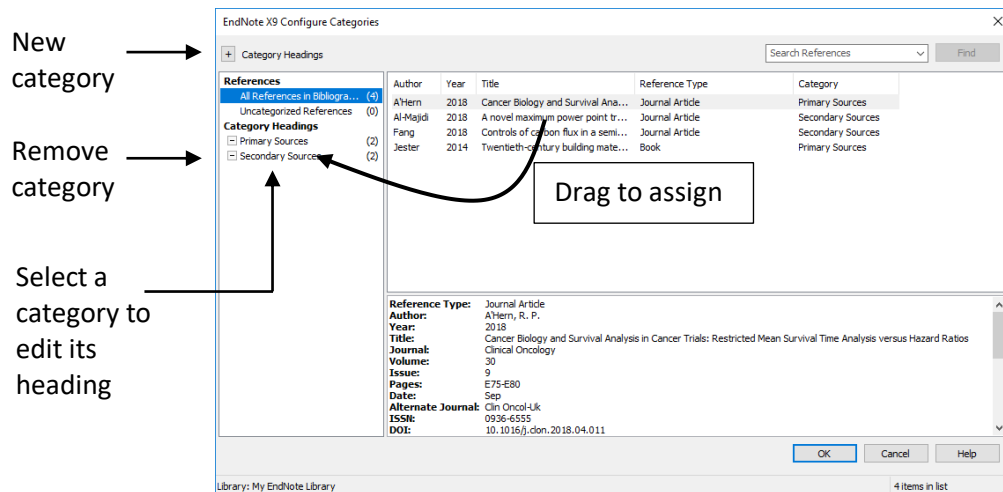 EndNote X9 Configure Categories
New
category
+ Category Headings
Search References
Find
References
All References in Bibliogra... (4)
Uncategorized References (0)
Category Headings
Primary Sources (2)
Secondary Sources (2)
Author Year Title Reference Type Category
A'Hern 2018 Cancer Biology and Survival Ana... Journal Article Primary Sources
Al-Majidi 2018 A novel maximum power point tr... Journal Article Secondary Sources
Fang 2018 Controls of carbon flux in a semi... Journal Article Secondary Sources
Jester 2014 Twentieth-century building mate... Book Primary Sources
Remove
category
Drag to assign
Select a
category to
edit its
heading
Reference Type: Journal Article
Author: A'Hern, R. P.
Year: 2018
Title: Cancer Biology and Survival Analysis in Cancer Trials: Restricted Mean Survival Time Analysis versus Hazard Ratios
Journal: Clinical Oncology
Volume: 30
Issue: 9
Pages: E75-E80
Date: Sep
Alternate Journal: Clin Oncol-Uk
ISSN: 0936-6555
DOI: 10.1016/j.clon.2018.04.011
OK Cancel Help
Library: My EndNote Library
4 items in list